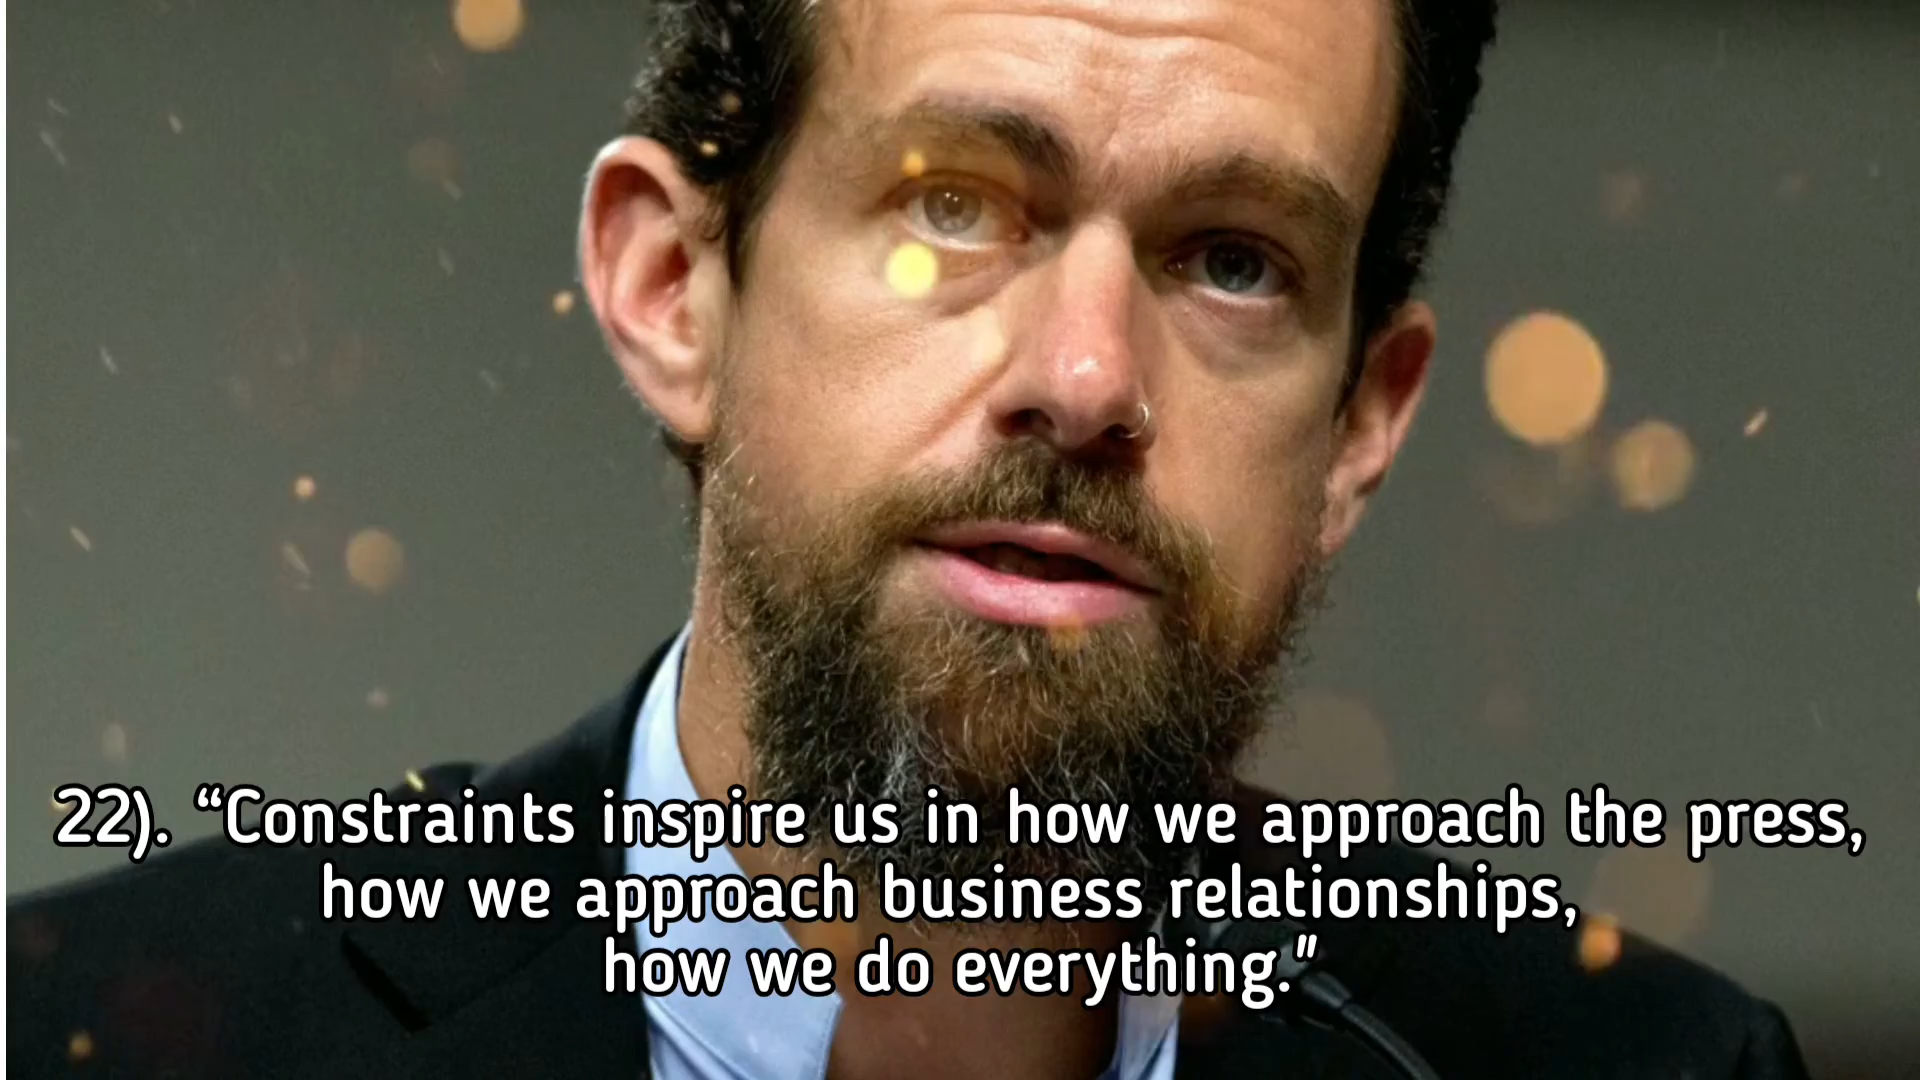 22). “Constraints inspire us in how we approach the press,
how we approach business relationships,
how we do everything.”